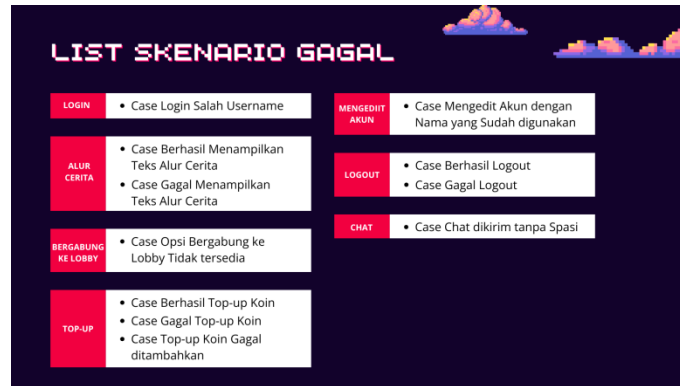 LIST SKENARIO GAGAL
LOGIN
• Case Login Salah Username
ALUR
CERITA
• Case Berhasil Menampilkan
Teks Alur Cerita
• Case Gagal Menampilkan
Teks Alur Cerita
BERGABUNG
KE LOBBY
• Case Opsi Bergabung ke
Lobby Tidak tersedia
TOP-UP
• Case Berhasil Top-up Koin
• Case Gagal Top-up Koin
• Case Top-up Koin Gagal
ditambahkan
MENGEDIIT
AKUN
• Case Mengedit Akun dengan
Nama yang Sudah digunakan
LOGOUT
• Case Berhasil Logout
• Case Gagal Logout
CHAT
• Case Chat dikirim tanpa Spasi